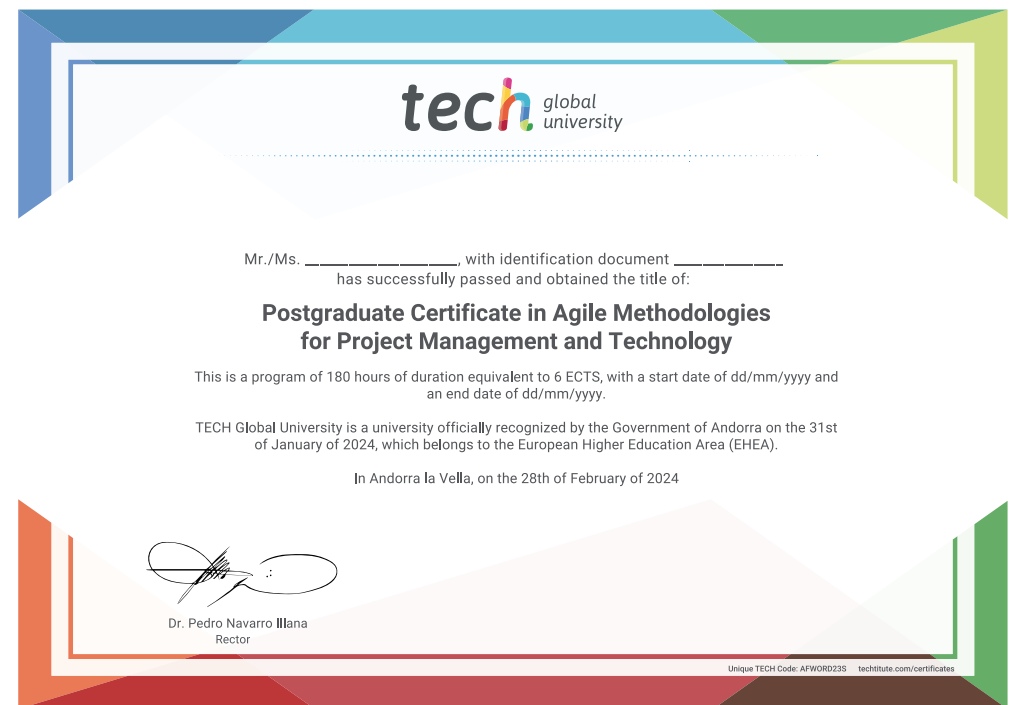 tech global
university
Mr./Ms. ____________________, with identification document ______________
has successfully passed and obtained the title of:
Postgraduate Certificate in Agile Methodologies
for Project Management and Technology
This is a program of 180 hours of duration equivalent to 6 ECTS, with a start date of dd/mm/yyyy and
an end date of dd/mm/yyyy.
TECH Global University is a university officially recognized by the Government of Andorra on the 31st
of January of 2024, which belongs to the European Higher Education Area (EHEA).
In Andorra la Vella, on the 28th of February of 2024
Dr. Pedro Navarro Illana
Rector
Unique TECH Code: AFWORD23S techtitute.com/certificates